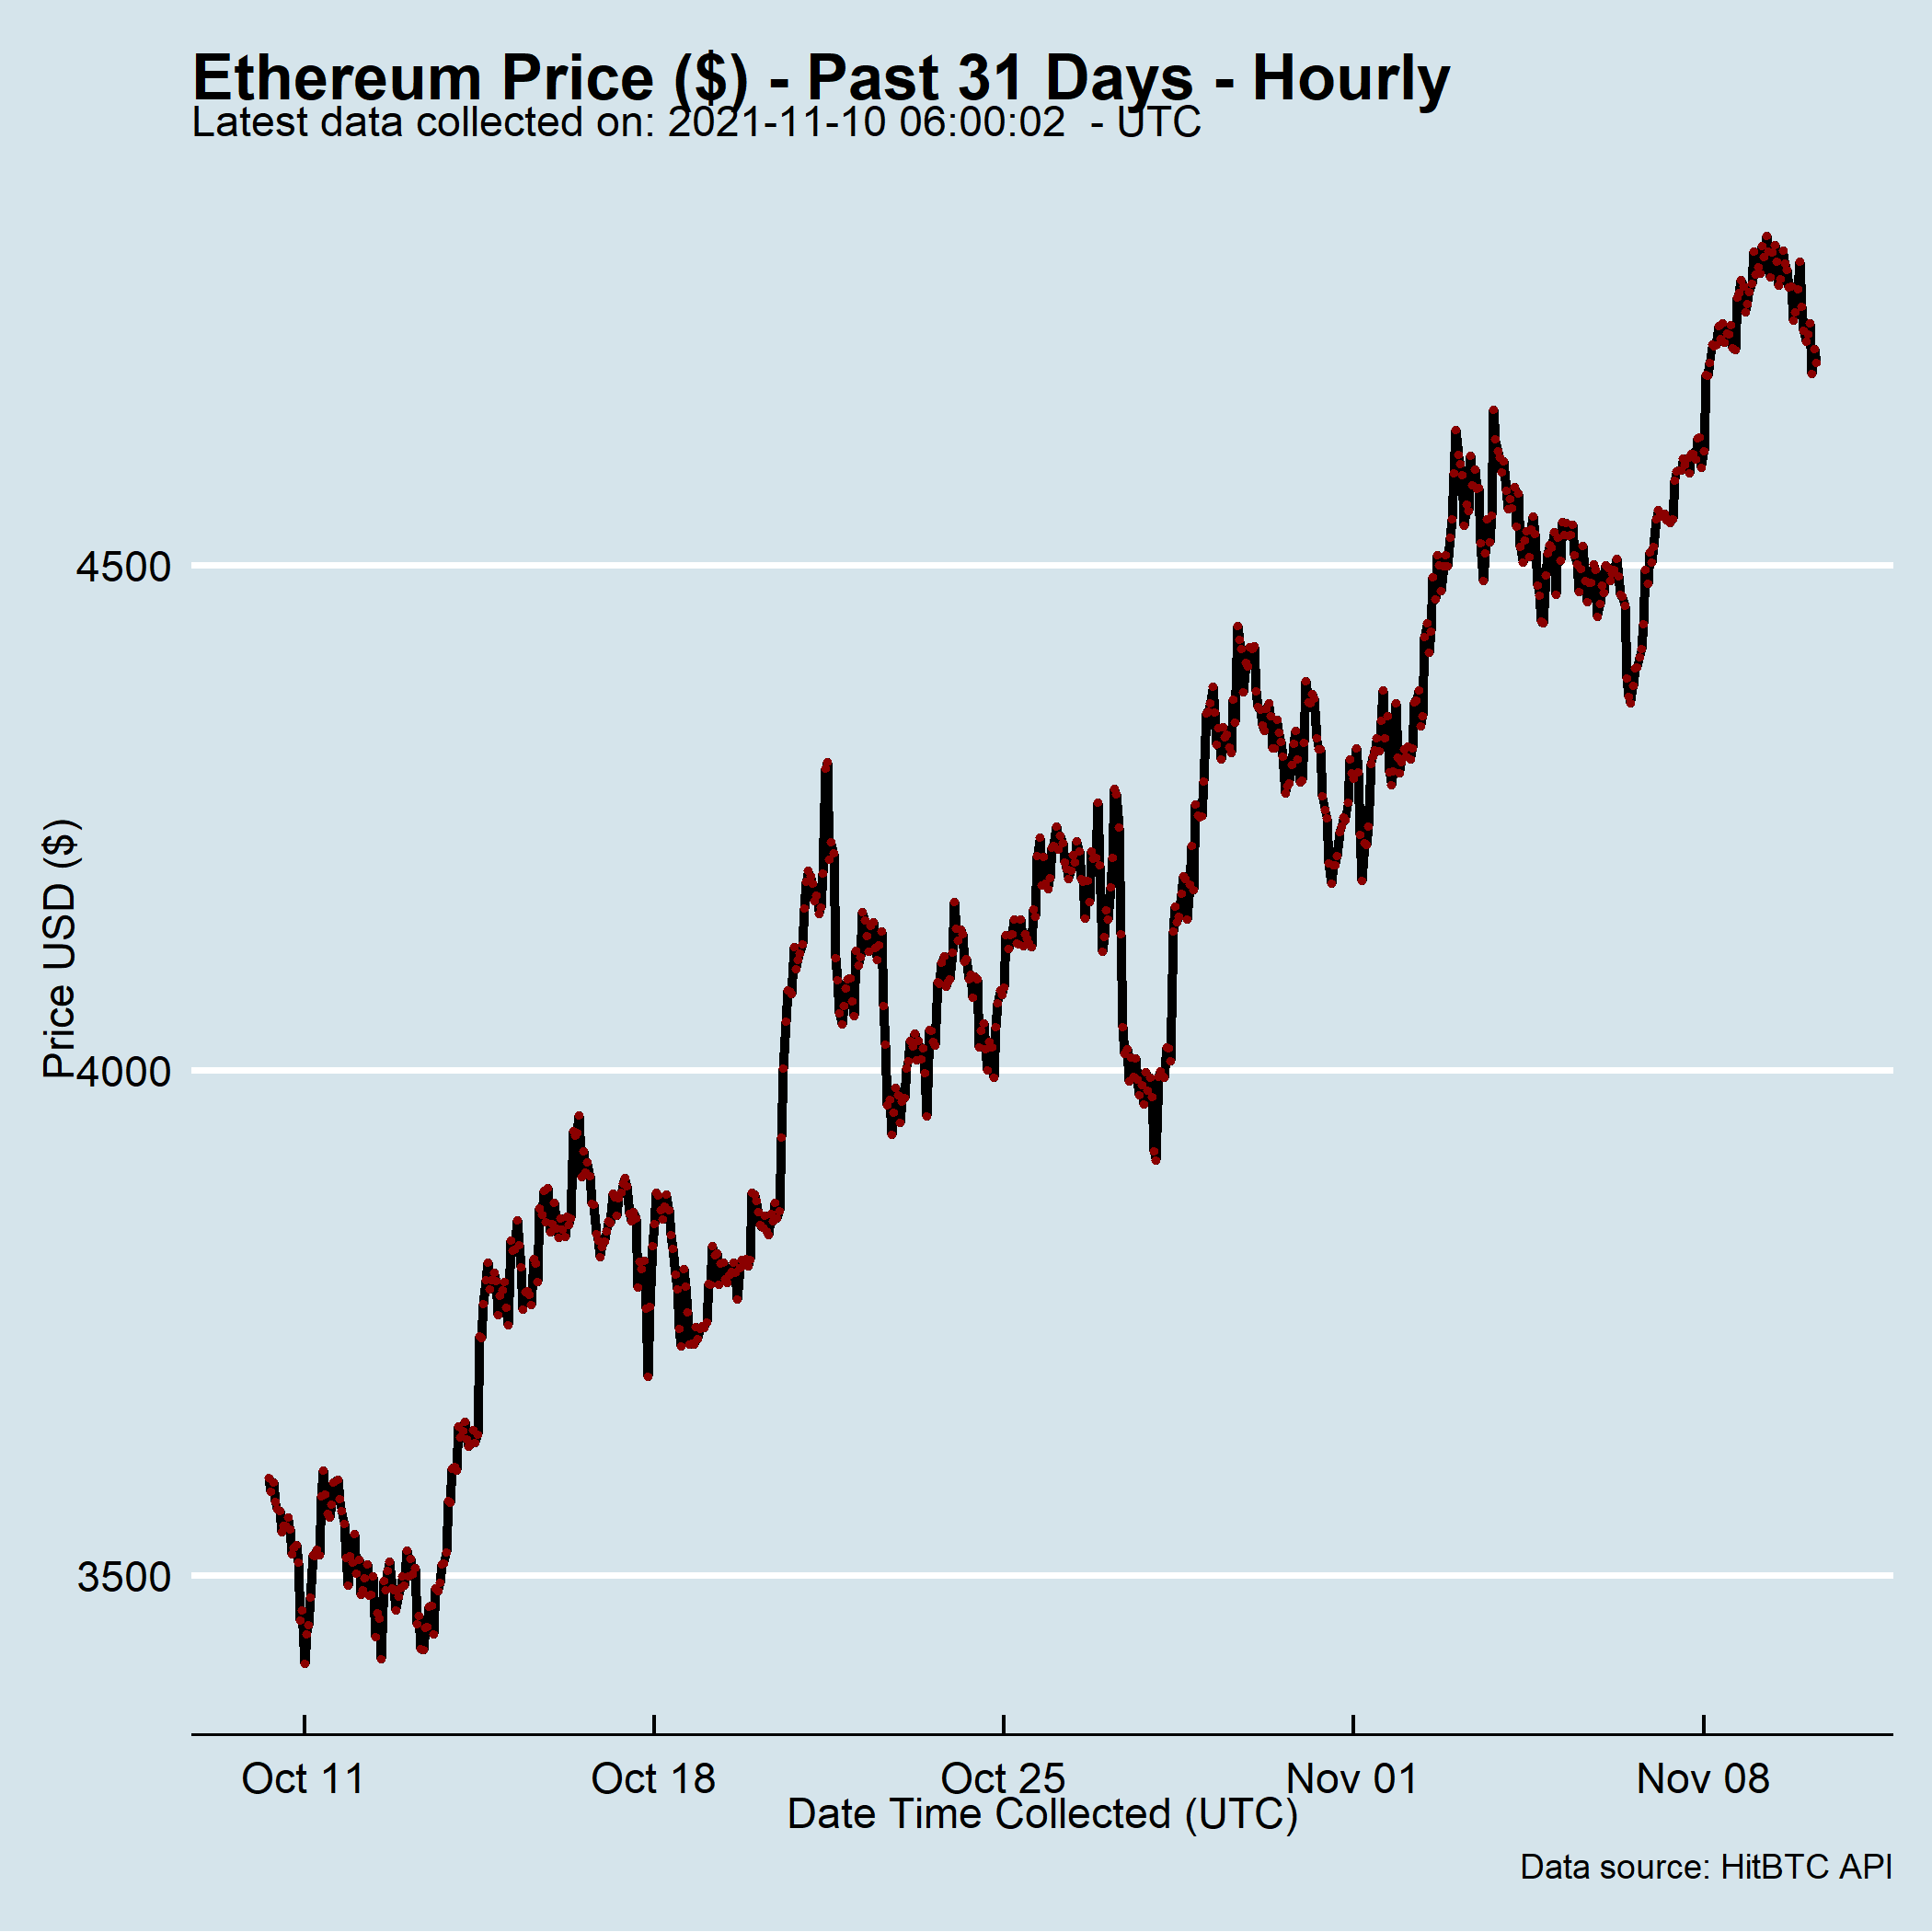 Ethereum Price ($) - Past 31 Days - Hourly
Latest data collected on: 2021-11-10 06:00:02  - UTC
Price USD ($)
4500
4000
3500
Oct 11 Oct 18 Oct 25 Nov 01 Nov 08
Date Time Collected (UTC)
Data source: HitBTC API